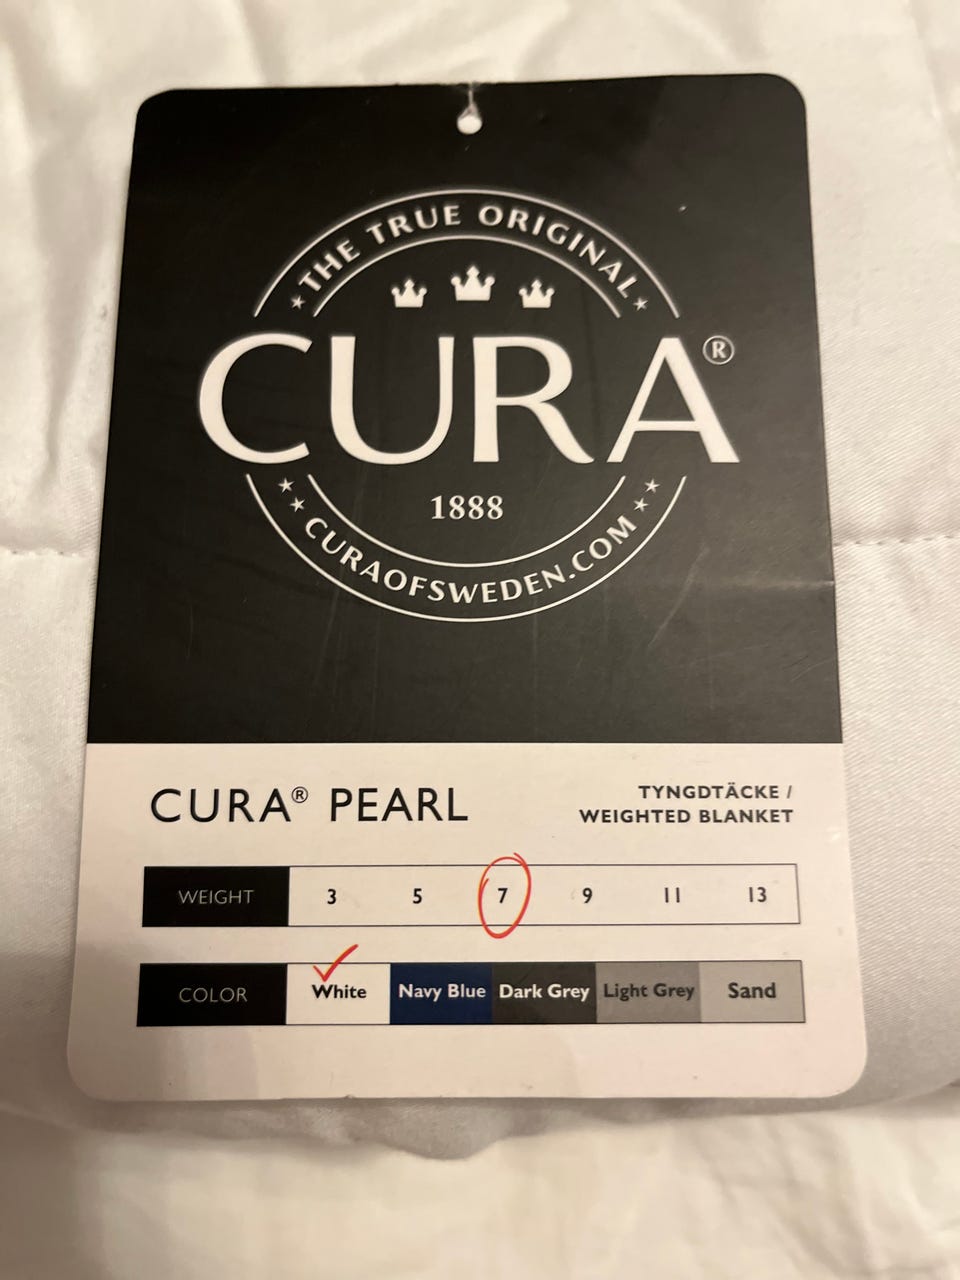 THE TRUE ORIGINAL
CURA®
1888
CURAOFSWEDEN.COM
CURA® PEARL
TYNGDTÄCKE /
WEIGHTED BLANKET
WEIGHT 3 5 7 9 11 13
COLOR White Navy Blue Dark Grey Light Grey Sand